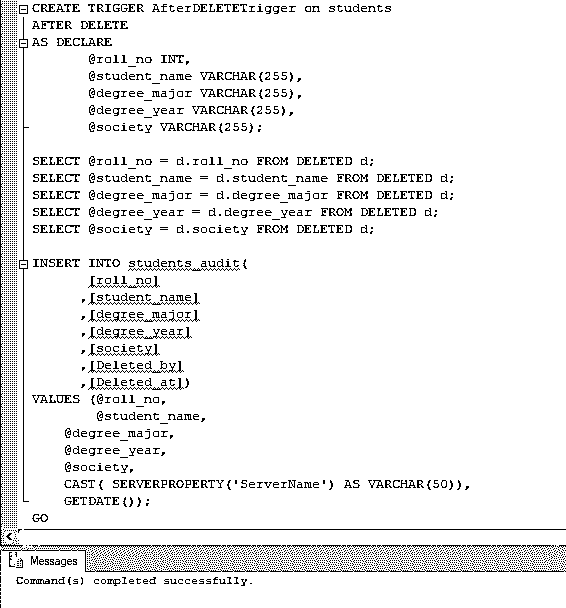 CREATE TRIGGER AfterDELETETrigger on students
AFTER DELETE
AS DECLARE
@roll_no INT,
@student_name VARCHAR(255),
@degree_major VARCHAR(255),
@degree_year VARCHAR(255),
@society VARCHAR(255);
SELECT @roll_no = d.roll_no FROM DELETED d;
SELECT @student_name = d.student_name FROM DELETED d;
SELECT @degree_major = d.degree_major FROM DELETED d;
SELECT @degree_year = d.degree_year FROM DELETED d;
SELECT @society = d.society FROM DELETED d;
INSERT INTO students_audit(
[roll_no]
,[student_name]
,[degree_major]
,[degree_year]
,[society]
,[Deleted_by]
,[Deleted_at])
VALUES (@roll_no,
@student_name,
@degree_major,
@degree_year,
@society,
CAST( SERVERPROPERTY('ServerName') AS VARCHAR(50)),
GETDATE());
GO
Messages
Command(s) completed successfully.